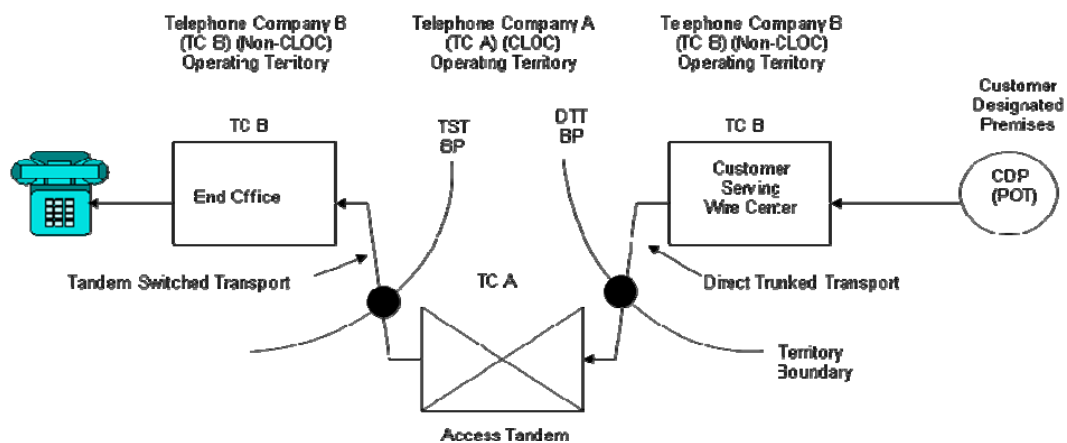 Telephone Company B
(TC B) (Non-CLOC)
Operating Territory
Telephone Company A
(TC A) (CLOC)
Operating Territory
Telephone Company B
(TC B) (Non-CLOC)
Operating Territory
Customer
Designated
Premises
TC B
TST
BP
DTT
BP
TC B
End Office
Customer
Serving
Wire Center
CDP
(POT)
Tandem Switched Transport
TC A
Direct Trunked Transport
Territory
Boundary
Access Tandem